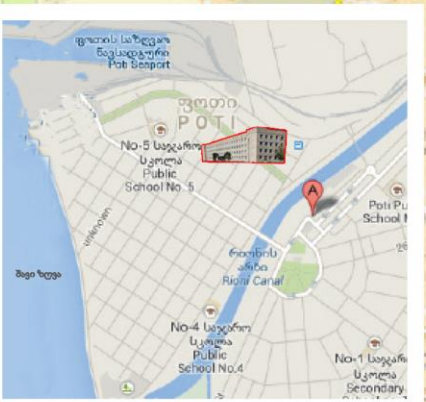 ფოთის საზღვაო
ნავსადგური
Poti Seaport
ფოთი
POTI
No-5 საჯარო
სკოლა
Public
School No. 5
unknown
შავი ზღვა
A
Poti Pu
School
რიონის
არხი
Rioni Canal
No-4 საჯარო
სკოლა
Public
School No.4
No-1 საჯარო
სკოლა
Secondary